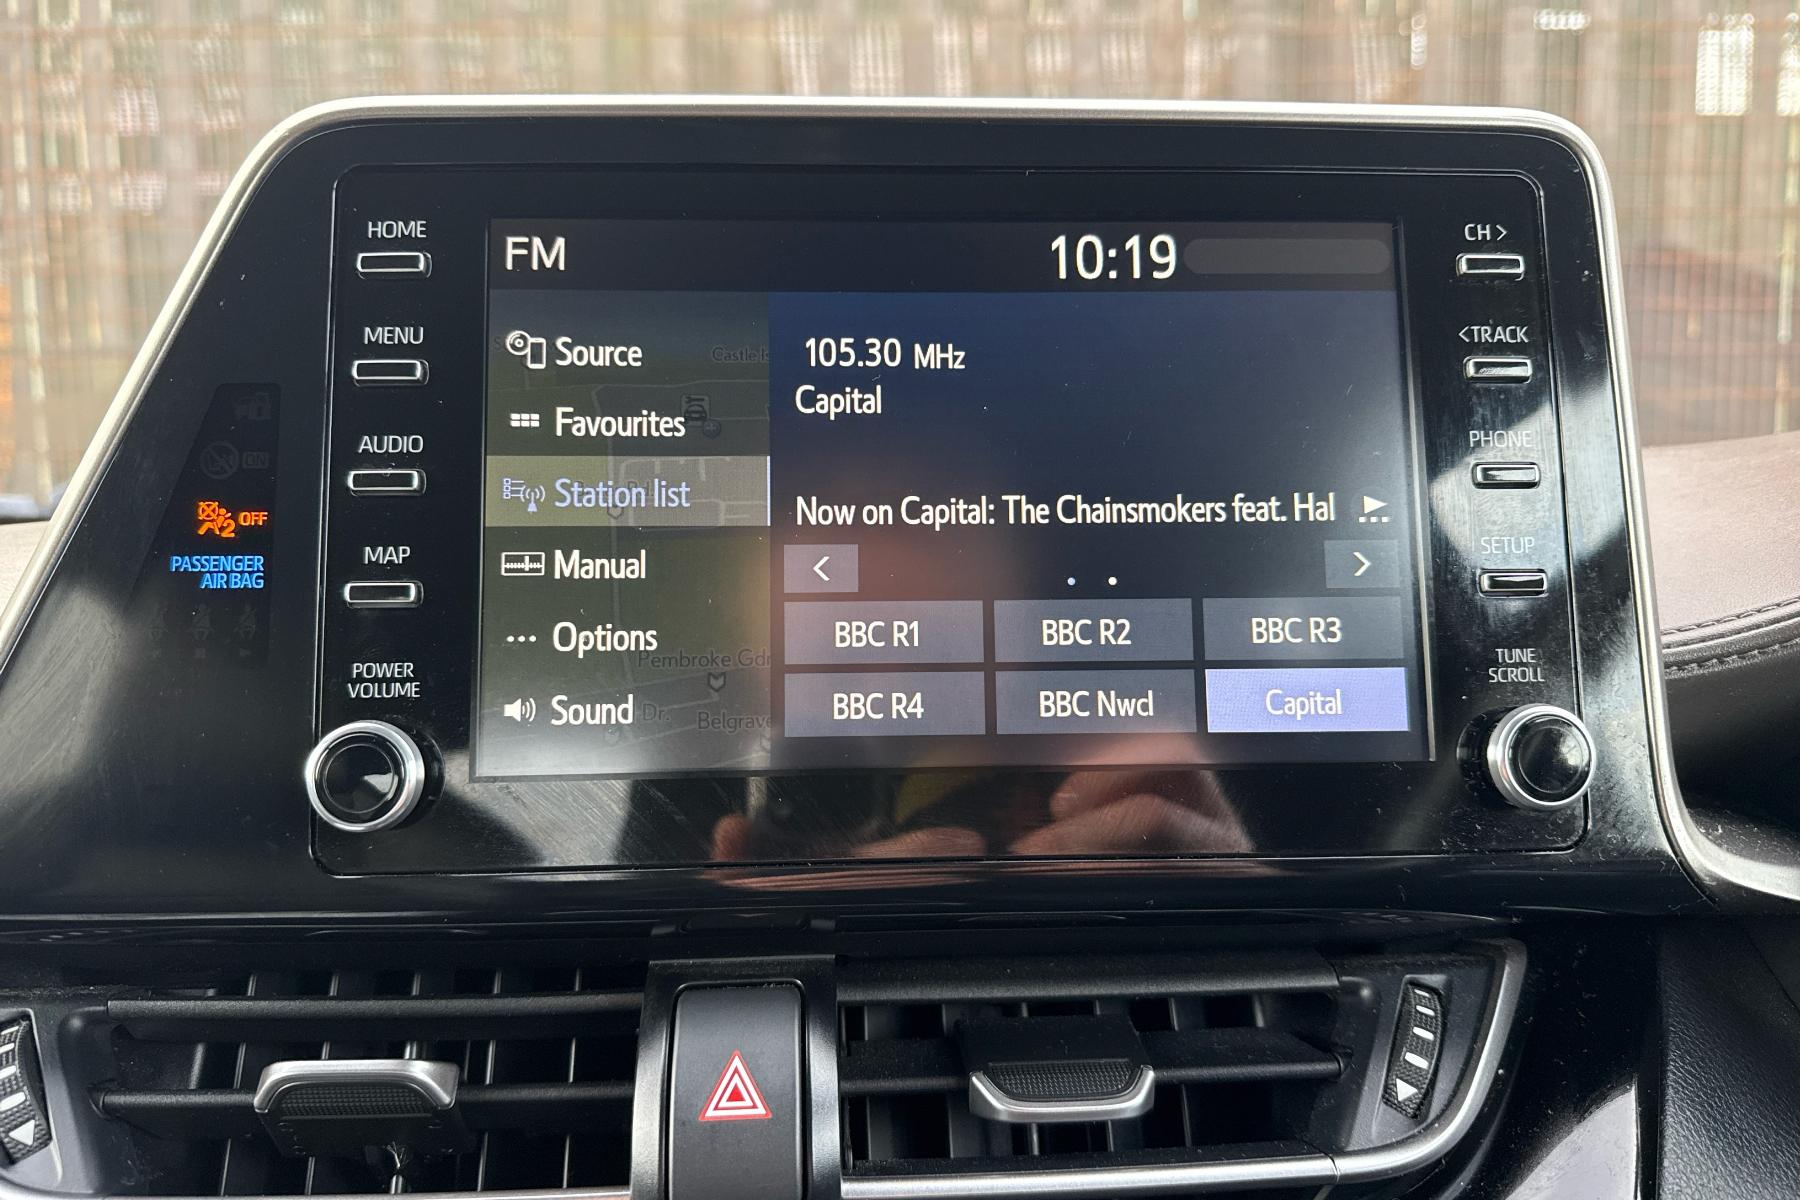 HOME
MENU
AUDIO
MAP
POWER
VOLUME
OFF
PASSENGER
AIR BAG
ON
FM
10:19
Source
Favourites
Station list
Manual
Options
Sound
Pembroke Gdn
Dr.
Belgrave
105.30 MHz
Capital
Now on Capital: The Chainsmokers feat. Hal
BBC R1
BBC R2
BBC R3
BBC R4
BBC Nwcl
Capital
CH >
< TRACK
PHONE
SETUP
TUNE
SCROLL